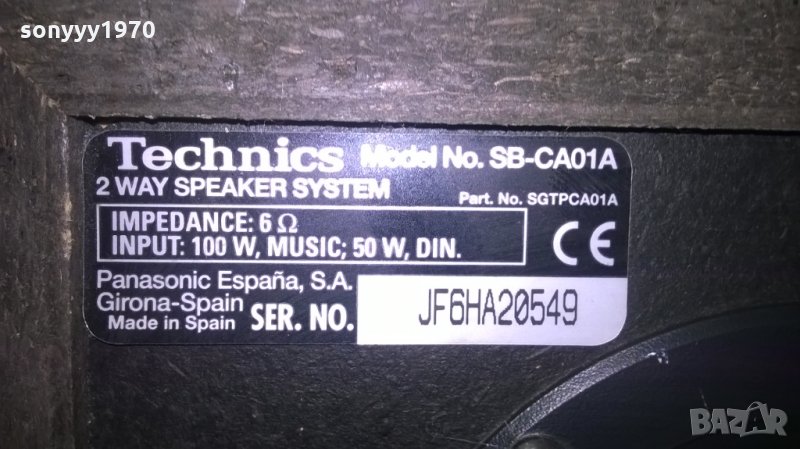 sonyyy1970
Technics Model No. SB-CA01A
2 WAY SPEAKER SYSTEM Part. No. SGTPCA01A
IMPEDANCE: 6 Ω
INPUT: 100 W, MUSIC; 50 W, DIN.
CE
Panasonic España, S.A.
Girona-Spain
Made in Spain SER. NO. JF6HA20549
BAZAR